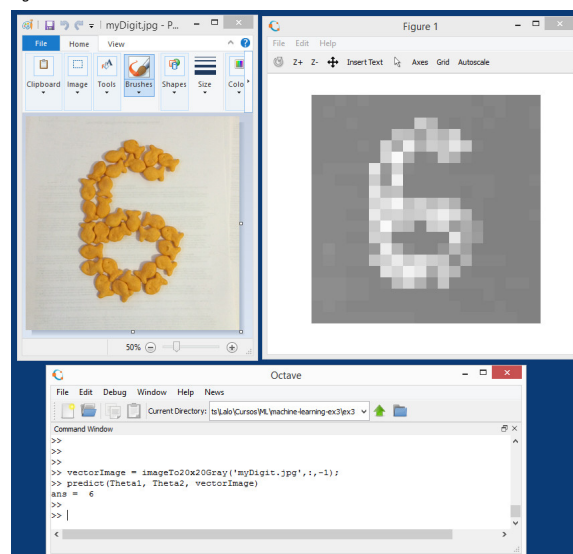 myDigit.jpg - P...
File Home View
Clipboard Image Tools Brushes Shapes Size Colo
50%
Figure 1
File Edit Help
Z+ Z- Insert Text Axes Grid Autoscale
Octave
File Edit Debug Window Help News
Current Directory: ts\Lalo\Cursos\ML\machine-learning-ex3\ex3
Command Window
>>
>>
>>
>> vectorImage = imageTo20x20Gray('myDigit.jpg',:,-1);
>> predict(Theta1, Theta2, vectorImage)
ans = 6
>>
>>